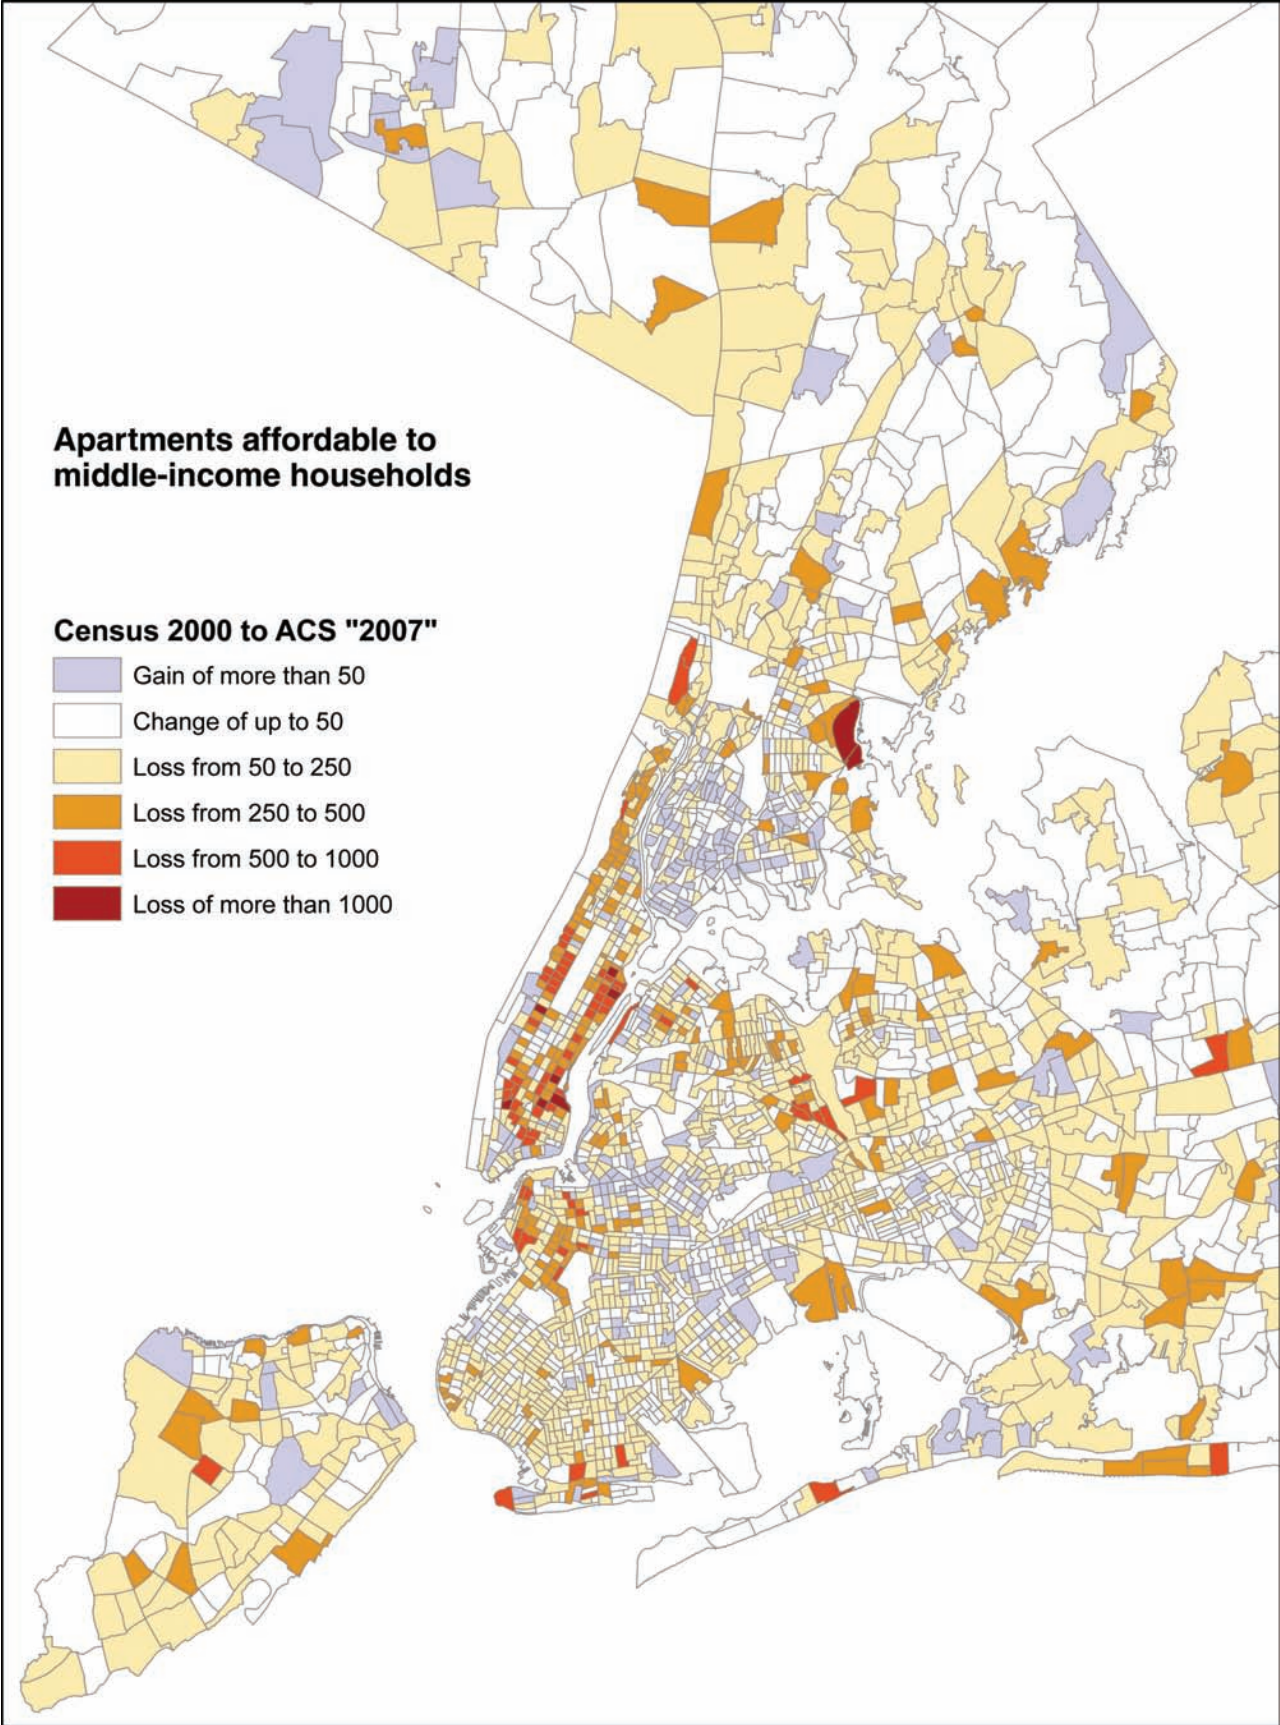 Apartments affordable to
middle-income households
Census 2000 to ACS "2007"
Gain of more than 50
Change of up to 50
Loss from 50 to 250
Loss from 250 to 500
Loss from 500 to 1000
Loss of more than 1000